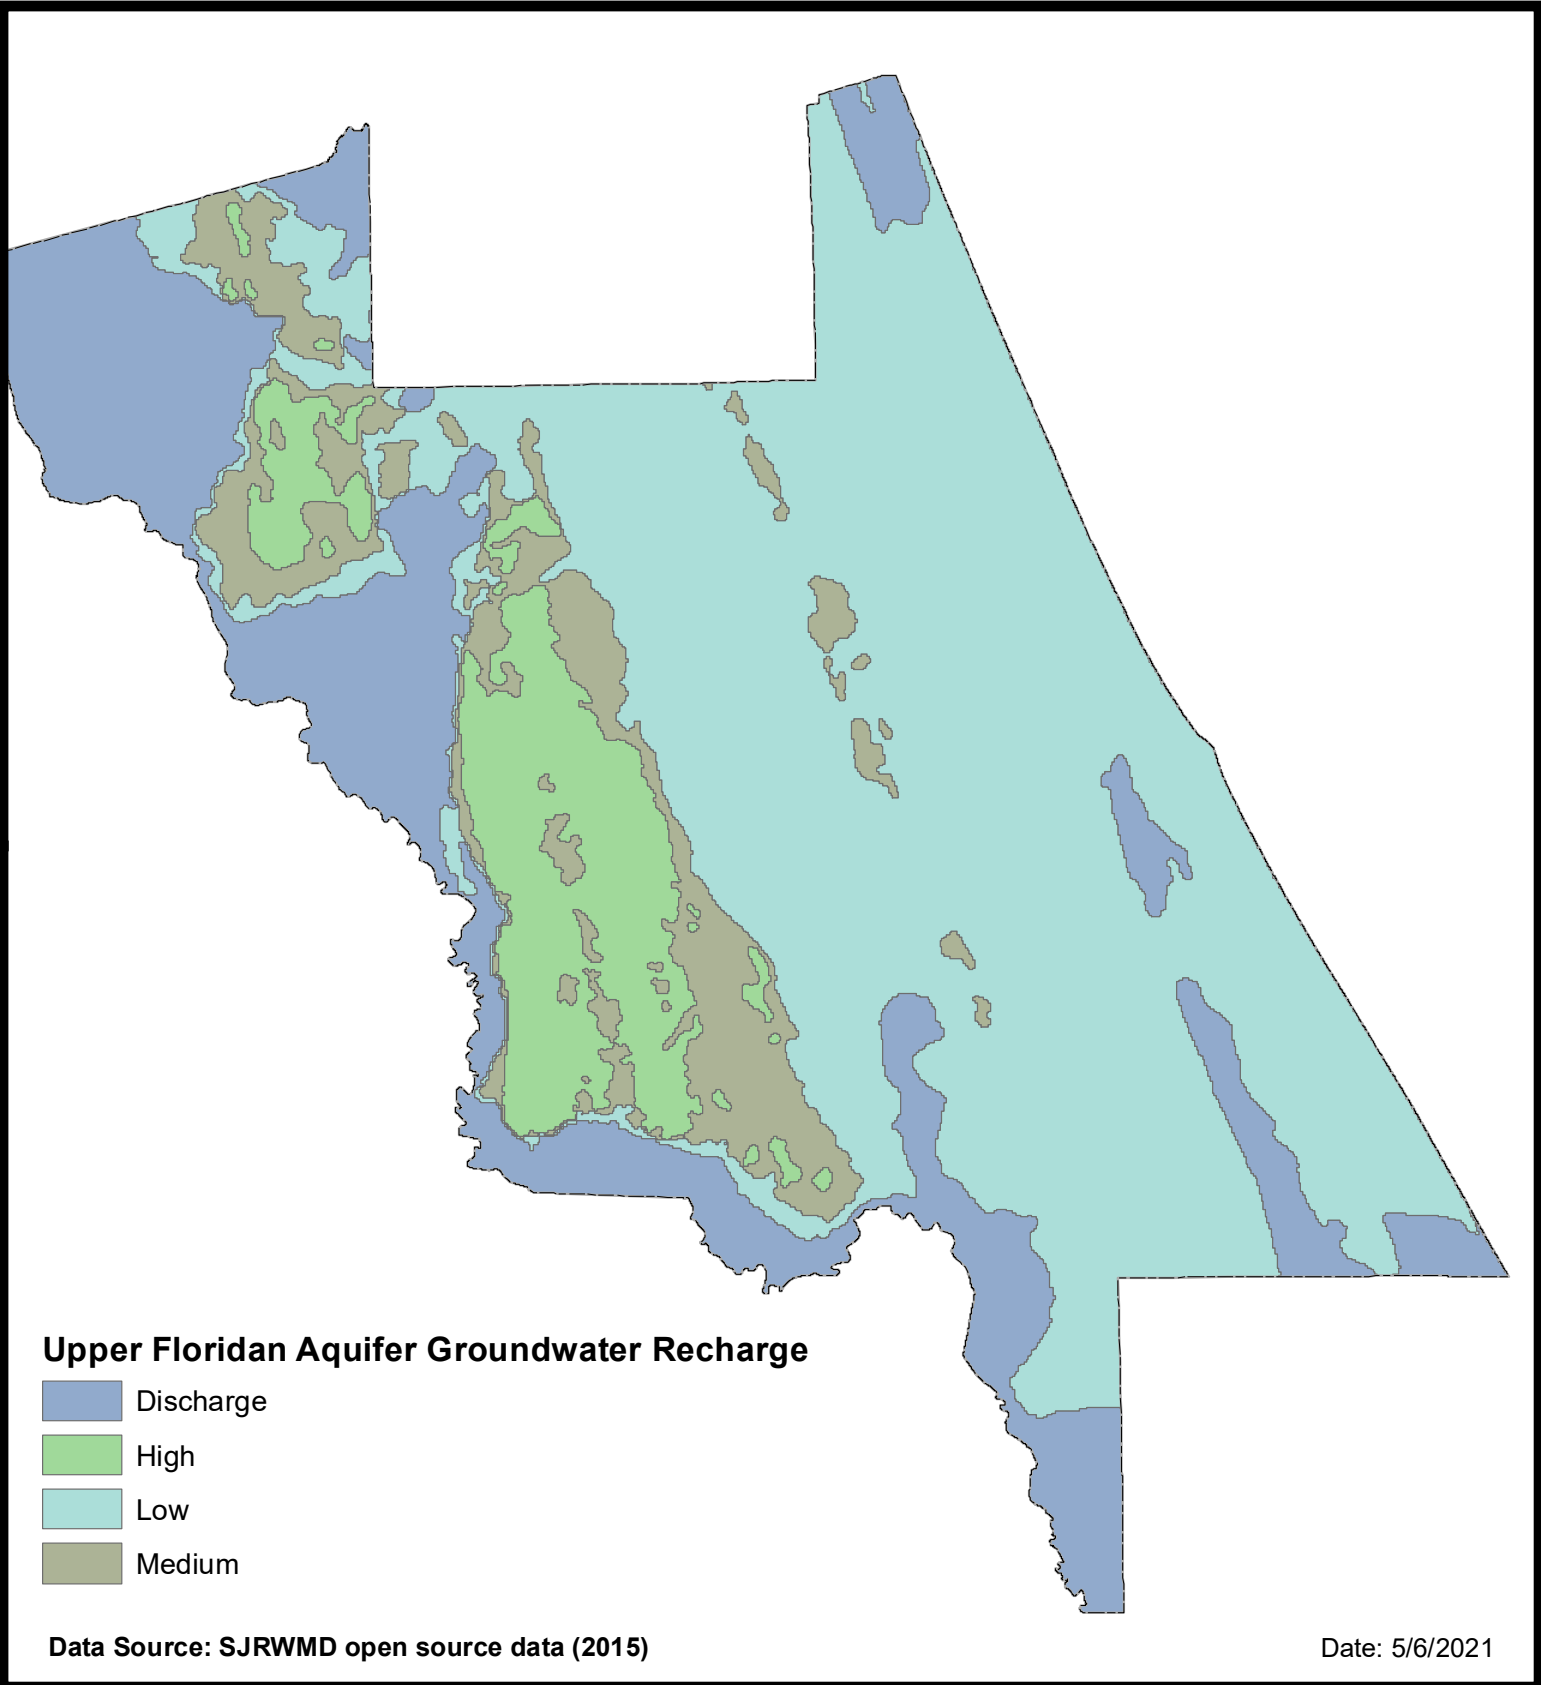 Upper Floridan Aquifer Groundwater Recharge
Discharge
High
Low
Medium
Data Source: SJRWMD open source data (2015)
Date: 5/6/2021